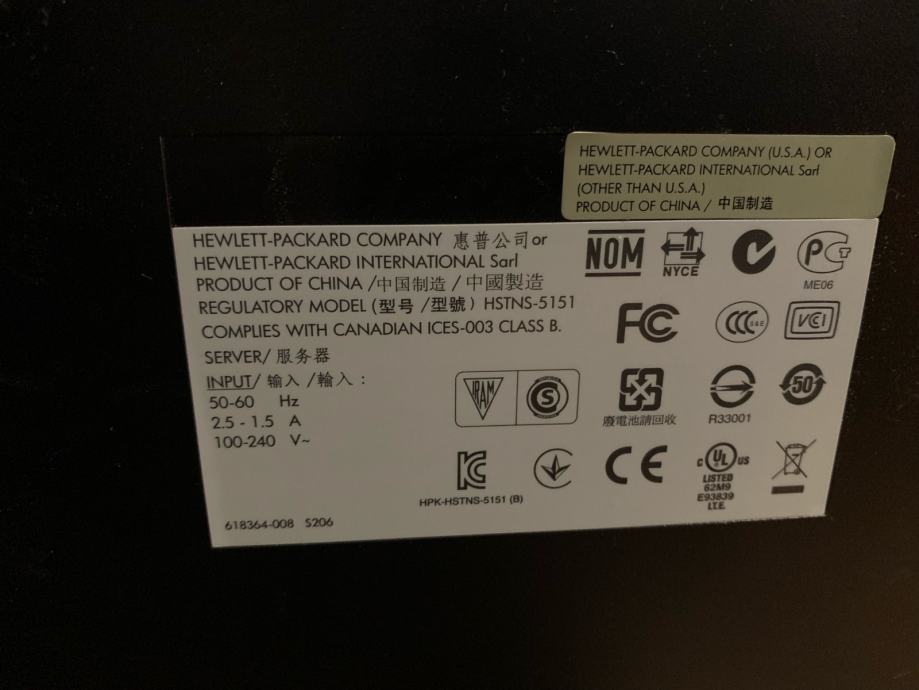 HEWLETT-PACKARD COMPANY (U.S.A.) OR
HEWLETT-PACKARD INTERNATIONAL Sarl
(OTHER THAN U.S.A.)
PRODUCT OF CHINA / 中国制造
HEWLETT-PACKARD COMPANY 惠普公司or
HEWLETT-PACKARD INTERNATIONAL Sarl
PRODUCT OF CHINA /中国制造 / 中國製造
REGULATORY MODEL (型号 /型號) HSTNS-5151
COMPLIES WITH CANADIAN ICES-003 CLASS B.
SERVER/ 服务器
INPUT/ 输入 /輸入 :
50-60 Hz
2.5 - 1.5 A
100-240 V~
618364-008 S206
NOM
NYCE
PCT
ME06
FC
CCC S&E
VCI
IRAM
S
廢電池請回收
R33001
50
KC
HPK-HSTNS-5151 (B)
CE
c UL US
LISTED
62M9
E93839
I.T.E.